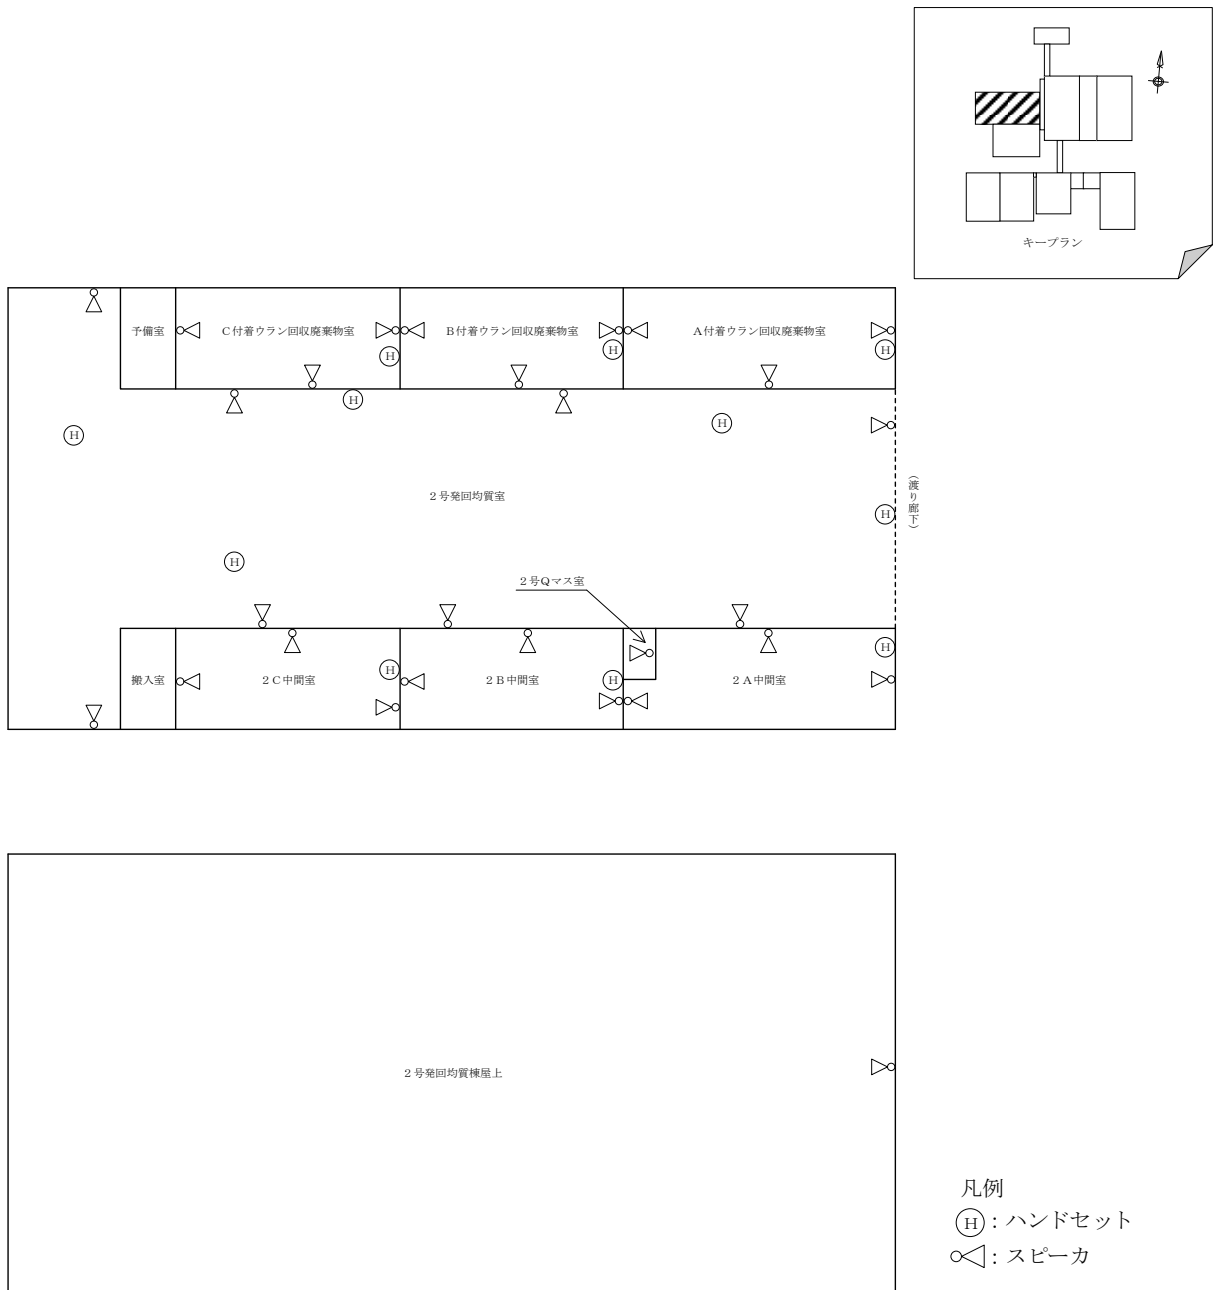 キープラン
予備室
C付着ウラン回収廃棄物室
B付着ウラン回収廃棄物室
A付着ウラン回収廃棄物室
H
H
H
H
H
H
2号発回均質室
H
(渡り廊下)
H
2号Qマス室
搬入室
2C中間室
H
2B中間室
H
2A中間室
H
2号発回均質棟屋上
凡例
H：ハンドセット
：スピーカ